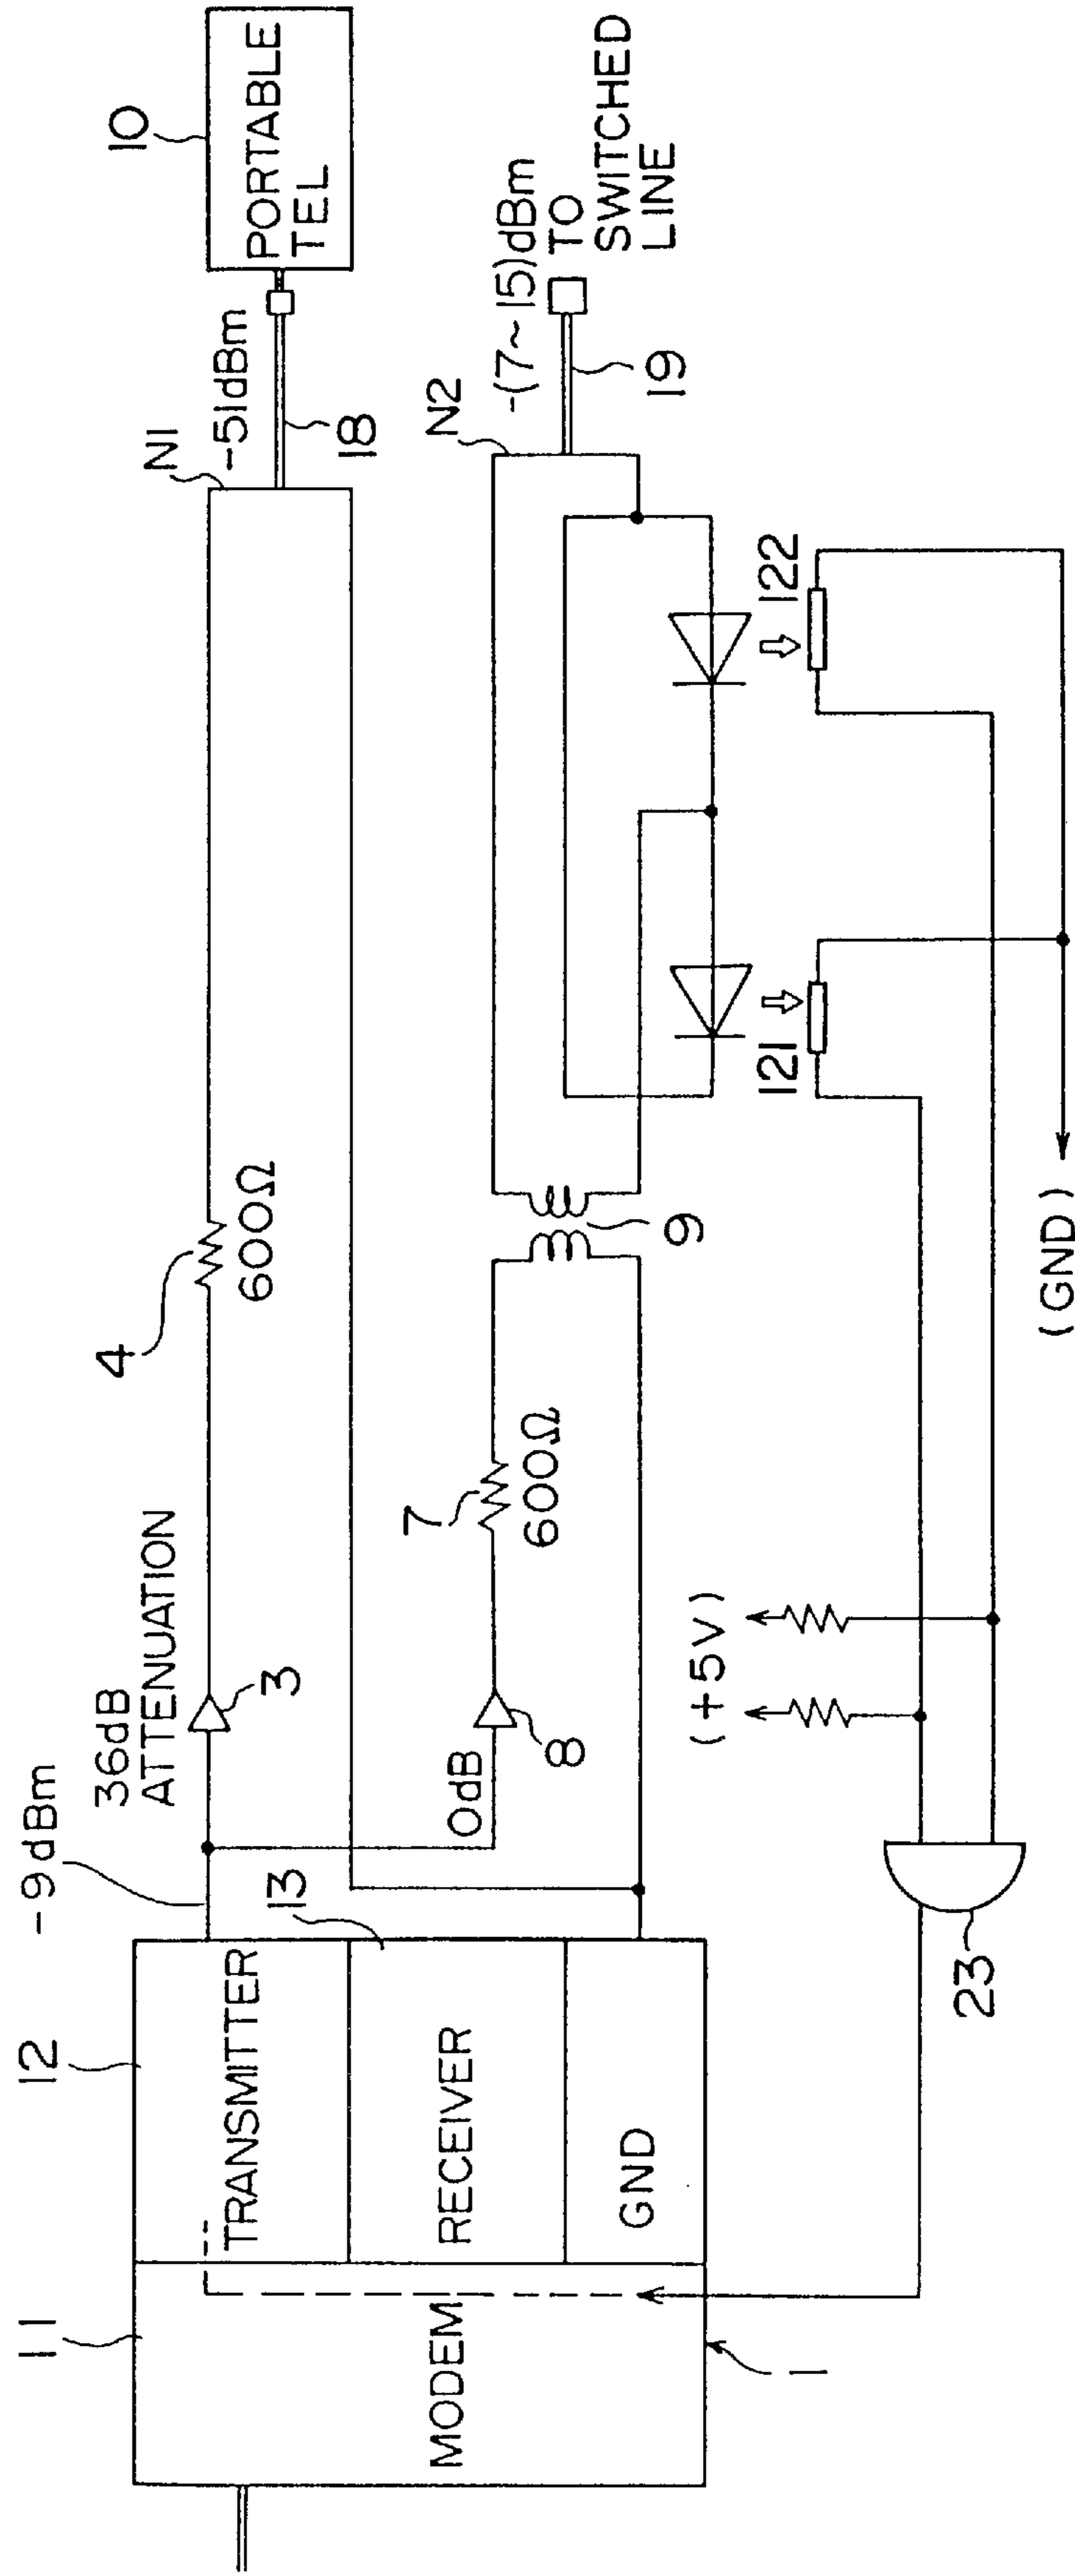 11
12
-9dBm
36dB
ATTENUATION
3
4
600Ω
N1
-51dBm
18
10
PORTABLE
TEL
TRANSMITTER
13
RECEIVER
GND
MODEM
1
0dB
8
7
600Ω
9
N2
-(7~15)dBm
19
TO
SWITCHED
LINE
121
122
(+5V)
23
(GND)